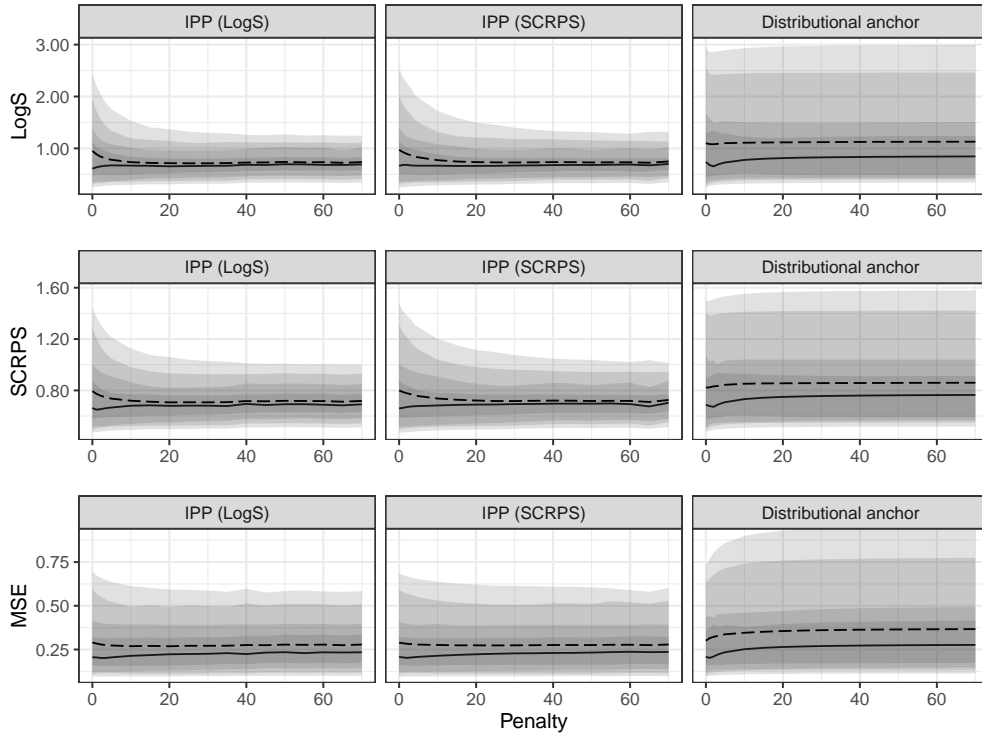 IPP (LogS) IPP (SCRPS) Distributional anchor
3.00
2.00
1.00
LogS
0 20 40 60 0 20 40 60 0 20 40 60
IPP (LogS) IPP (SCRPS) Distributional anchor
1.60
1.20
0.80
SCRPS
0 20 40 60 0 20 40 60 0 20 40 60
IPP (LogS) IPP (SCRPS) Distributional anchor
0.75
0.50
0.25
MSE
0 20 40 60 0 20 40 60 0 20 40 60
Penalty